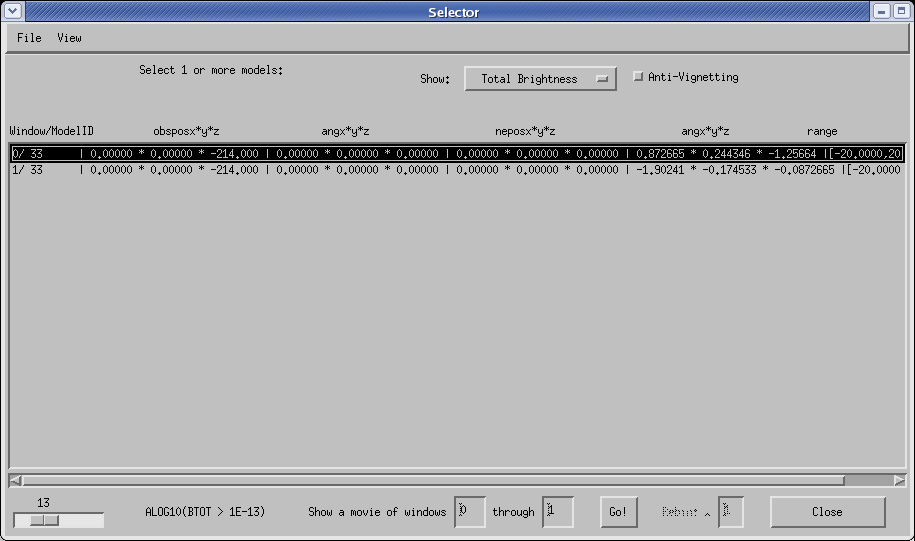 Selector
File View
Select 1 or more models:
Show: Total Brightness Anti-Vignetting
Window/ModelID obsposx*y*z angx*y*z neposx*y*z angx*y*z range
0/ 33 | 0.00000 * 0.00000 * -214.000 | 0.00000 * 0.00000 * 0.00000 | 0.00000 * 0.00000 * 0.00000 | 0.872665 * 0.244346 * -1.25664 |[-20.0000,20
1/ 33 | 0.00000 * 0.00000 * -214.000 | 0.00000 * 0.00000 * 0.00000 | 0.00000 * 0.00000 * 0.00000 | -1.90241 * -0.174533 * -0.0872665 |[-20.0000
13
ALOG10(BTOT > 1E-13) Show a movie of windows 0 through 1 Go! 1 Close